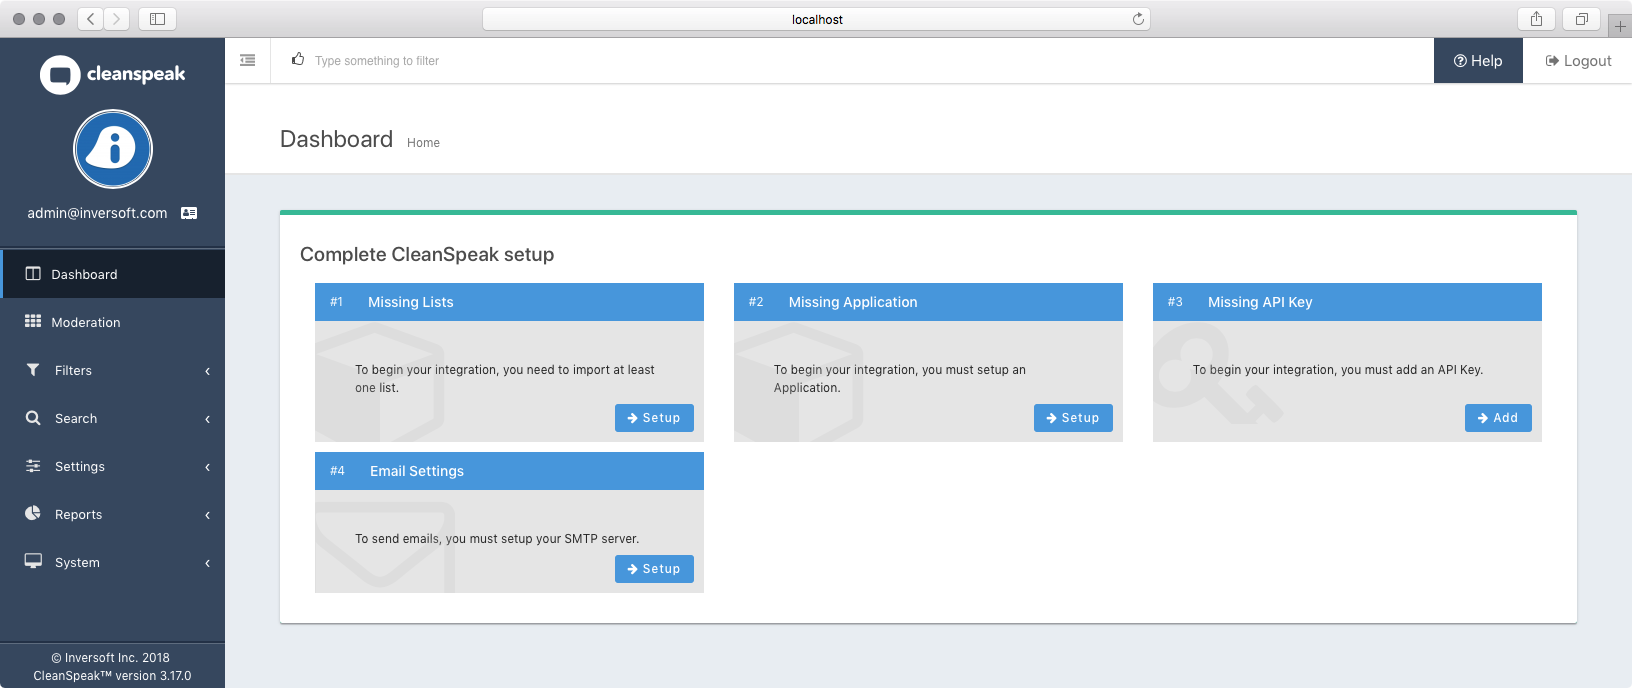 localhost
cleanspeak
Type something to filter
Help
Logout
admin@inversoft.com
Dashboard Home
Dashboard
Moderation
Filters
Search
Settings
Reports
System
Complete CleanSpeak setup
#1 Missing Lists
To begin your integration, you need to import at least
one list.
Setup
#2 Missing Application
To begin your integration, you must setup an
Application.
Setup
#3 Missing API Key
To begin your integration, you must add an API Key.
Add
#4 Email Settings
To send emails, you must setup your SMTP server.
Setup
© Inversoft Inc. 2018
CleanSpeak™ version 3.17.0